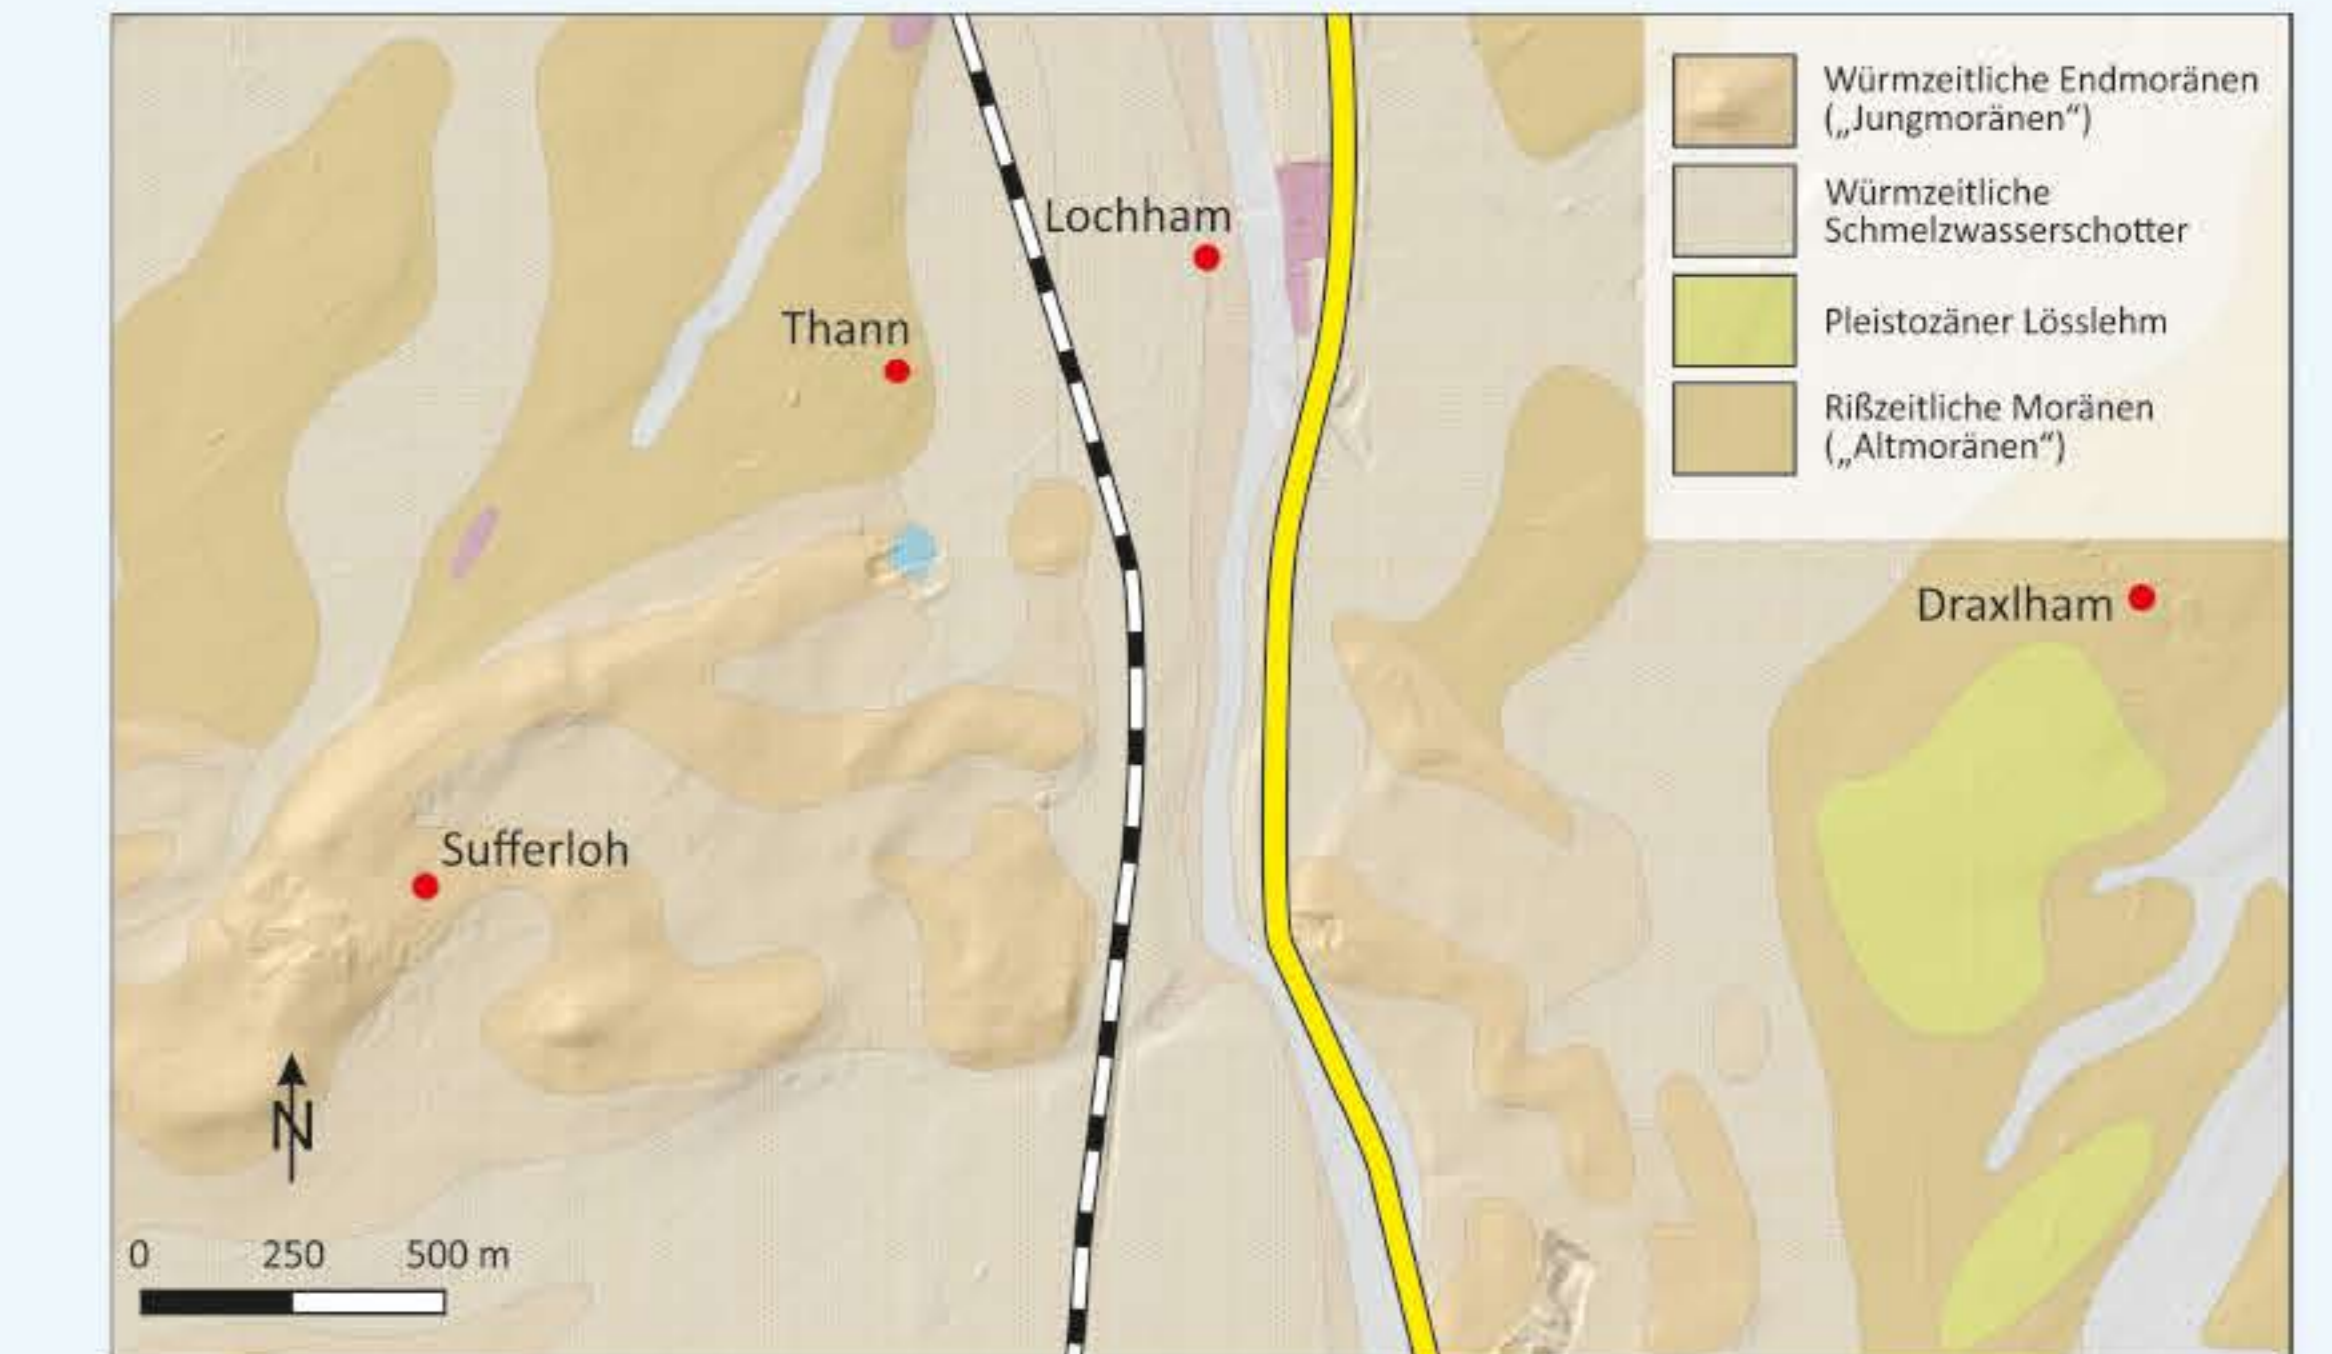 Würmzeitliche Endmoränen
(„Jungmoränen“)
Würmzeitliche
Schmelzwasserschotter
Pleistozäner Lösslehm
Rißzeitliche Moränen
(„Altmoränen“)
Lochham
Thann
Draxlham
Sufferloh
N
0 250 500 m